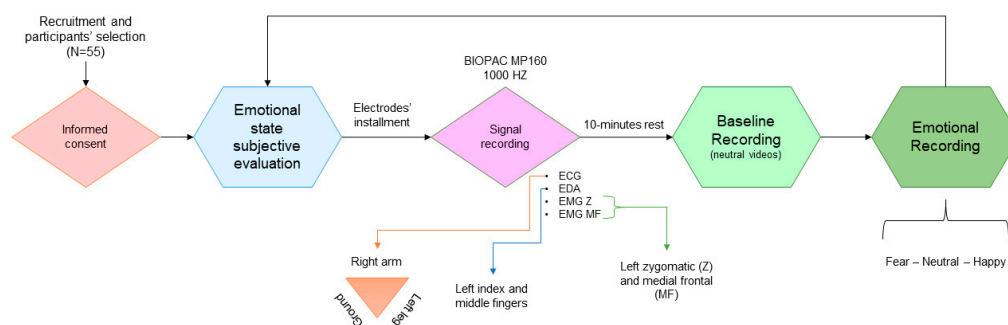 Recruitment and
participants' selection
(N=55)
Informed
consent
Emotional
state
subjective
evaluation
Electrodes'
installment
BIOPAC MP160
1000 HZ
Signal
recording
10-minutes rest
Baseline
Recording
(neutral videos)
Emotional
Recording
• ECG
• EDA
• EMG Z
• EMG MF
Right arm
Ground
Left leg
Left index and
middle fingers
Left zygomatic (Z)
and medial frontal
(MF)
Fear – Neutral – Happy